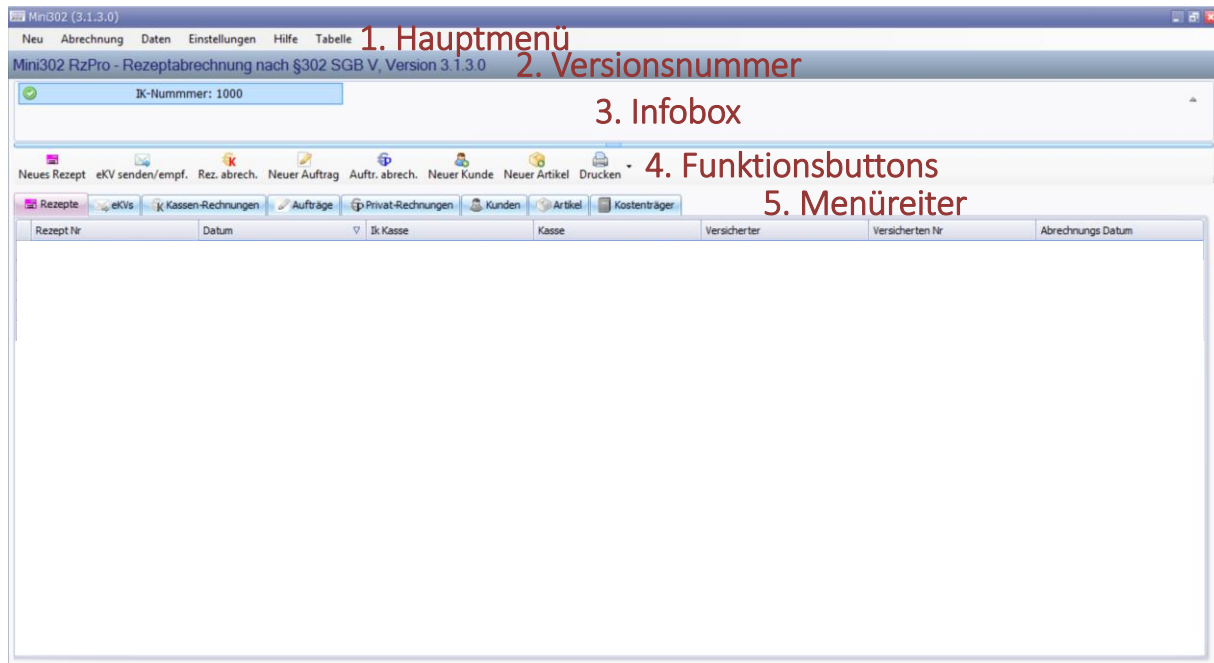 Mini302 (3.1.3.0)
Neu Abrechnung Daten Einstellungen Hilfe Tabelle 1. Hauptmenü
Mini302 RzPro - Rezeptabrechnung nach §302 SGB V, Version 3.1.3.0 2. Versionsnummer
IK-Nummmer: 1000
3. Infobox
Neues Rezept eKV senden/empf. Rez. abrech. Neuer Auftrag Auftr. abrech. Neuer Kunde Neuer Artikel Drucken 4. Funktionsbuttons
Rezepte eKVs Kassen-Rechnungen Aufträge Privat-Rechnungen Kunden Artikel Kostenträger 5. Menüreiter
Rezept Nr Datum Ik Kasse Kasse Versicherter Versicherten Nr Abrechnungs Datum